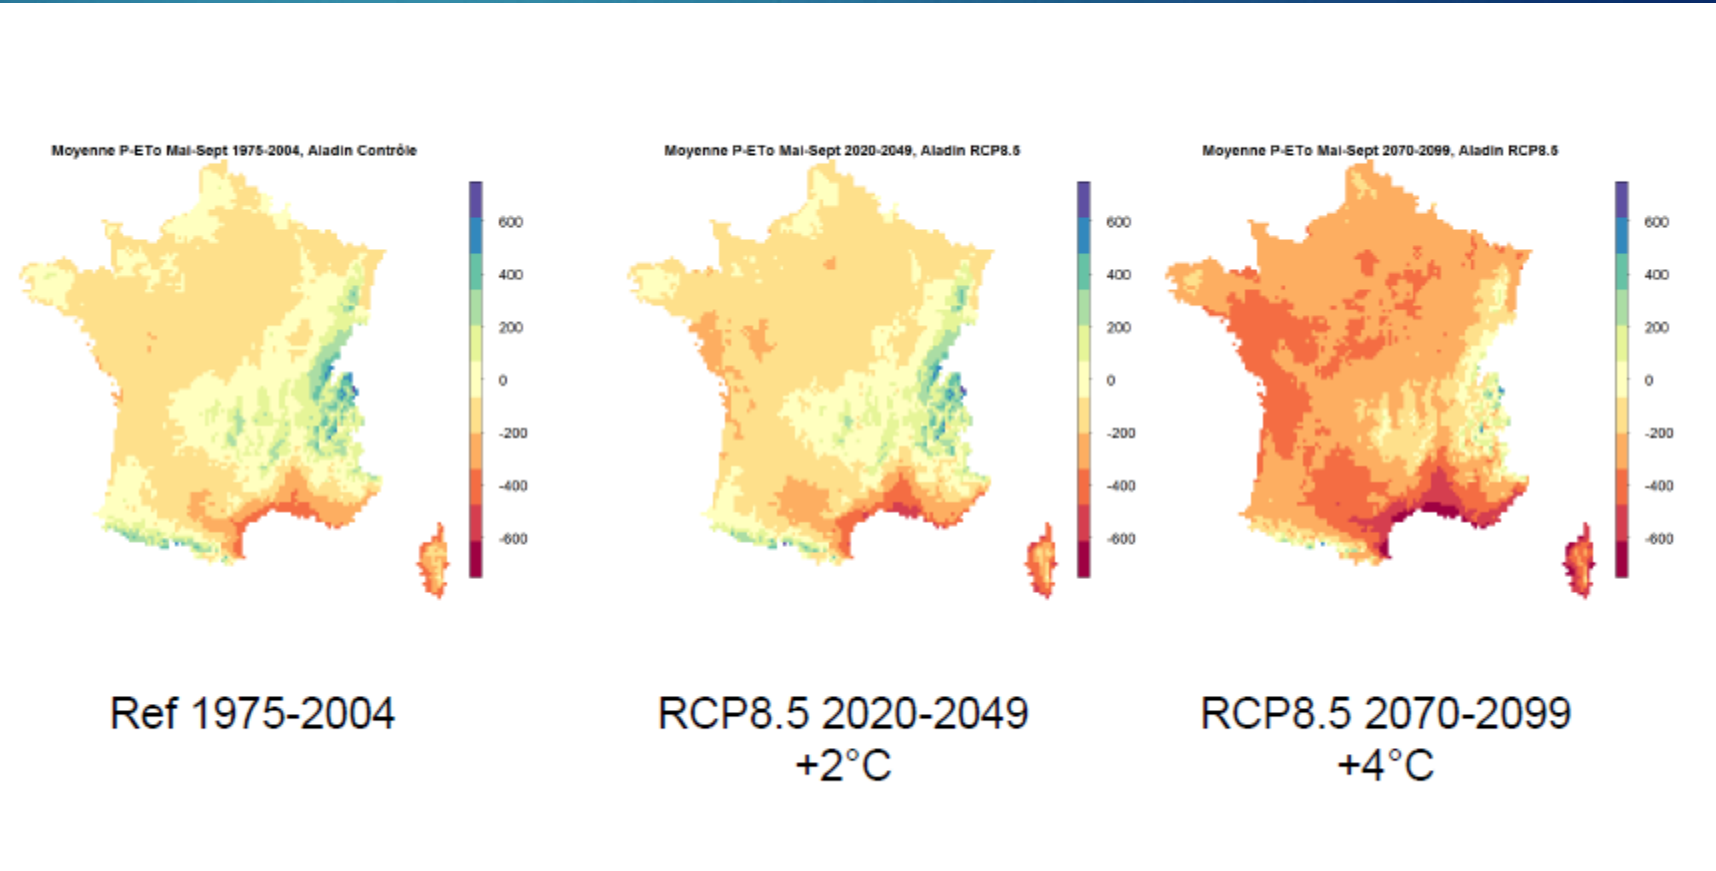 Moyenne P-ETo Mai-Sept 1975-2004, Aladin Contrôle
600
400
200
0
-200
-400
-600
Moyenne P-ETo Mai-Sept 2020-2049, Aladin RCP8.5
600
400
200
0
-200
-400
-600
Moyenne P-ETo Mai-Sept 2070-2099, Aladin RCP8.5
600
400
200
0
-200
-400
-600
Ref 1975-2004
RCP8.5 2020-2049
+2°C
RCP8.5 2070-2099
+4°C